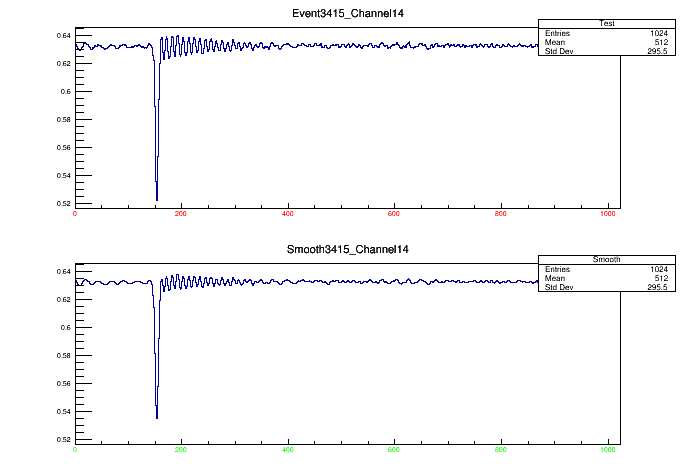 Event3415_Channel14
Test
Entries 1024
Mean 512
Std Dev 295.5
0.64
0.62
0.6
0.58
0.56
0.54
0.52
0 200 400 600 800 1000
Smooth3415_Channel14
Smooth
Entries 1024
Mean 512
Std Dev 295.5
0.64
0.62
0.6
0.58
0.56
0.54
0.52
0 200 400 600 800 1000